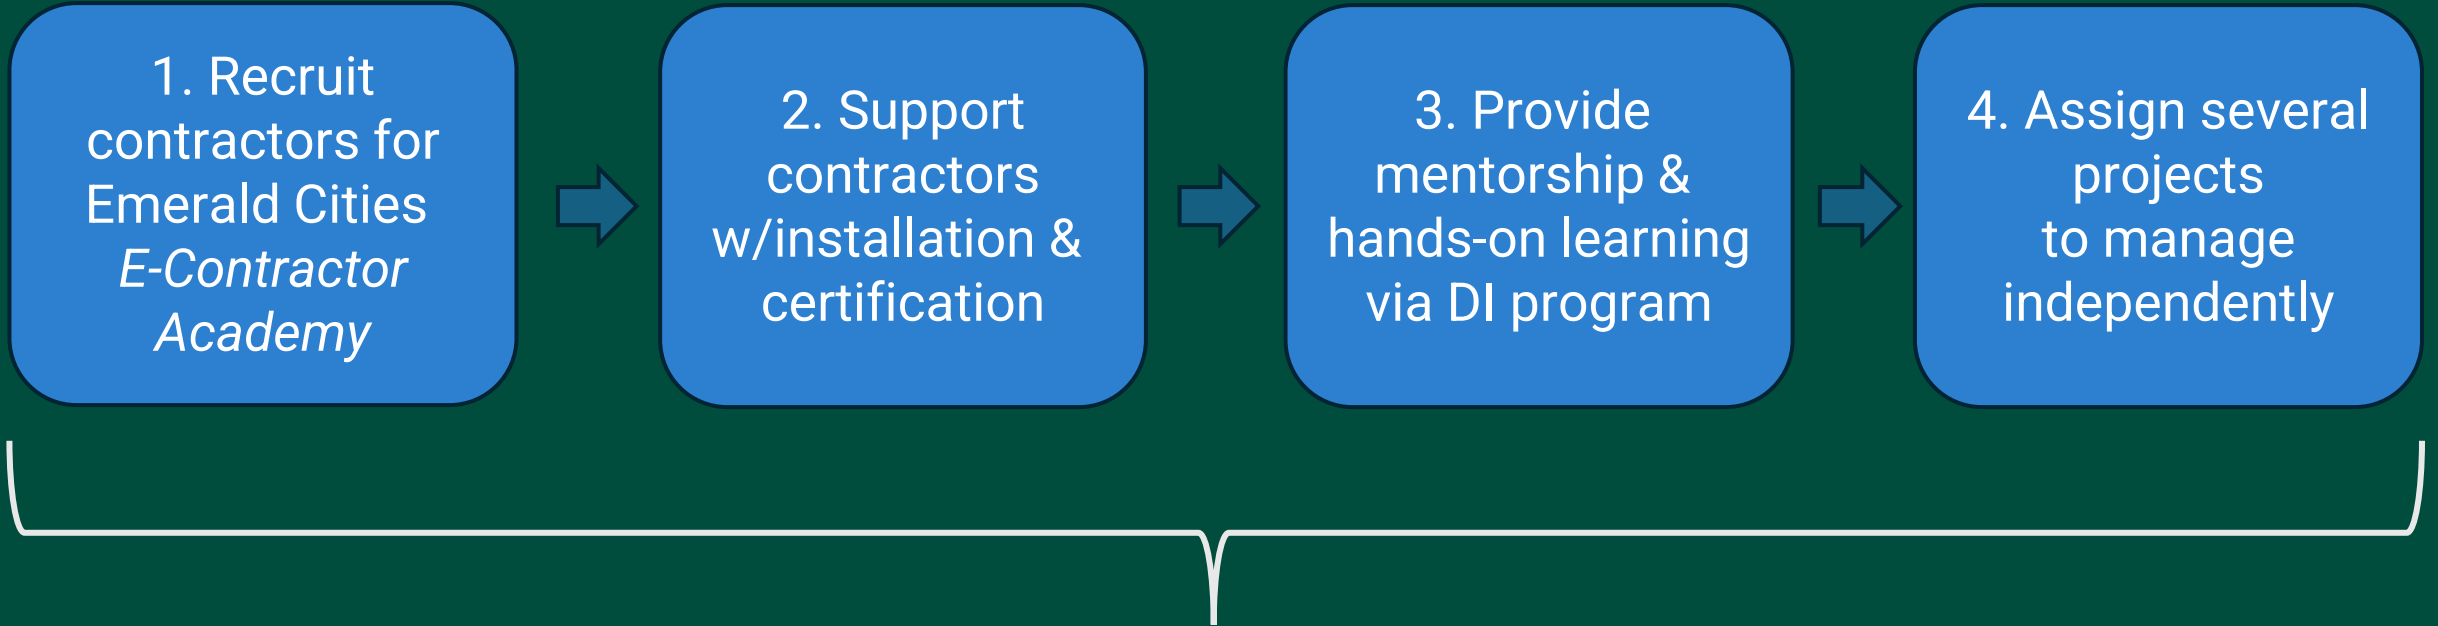 1. Recruit
contractors for
Emerald Cities
E-Contractor
Academy
2. Support
contractors
w/installation &
certification
3. Provide
mentorship &
hands-on learning
via DI program
4. Assign several
projects
to manage
independently